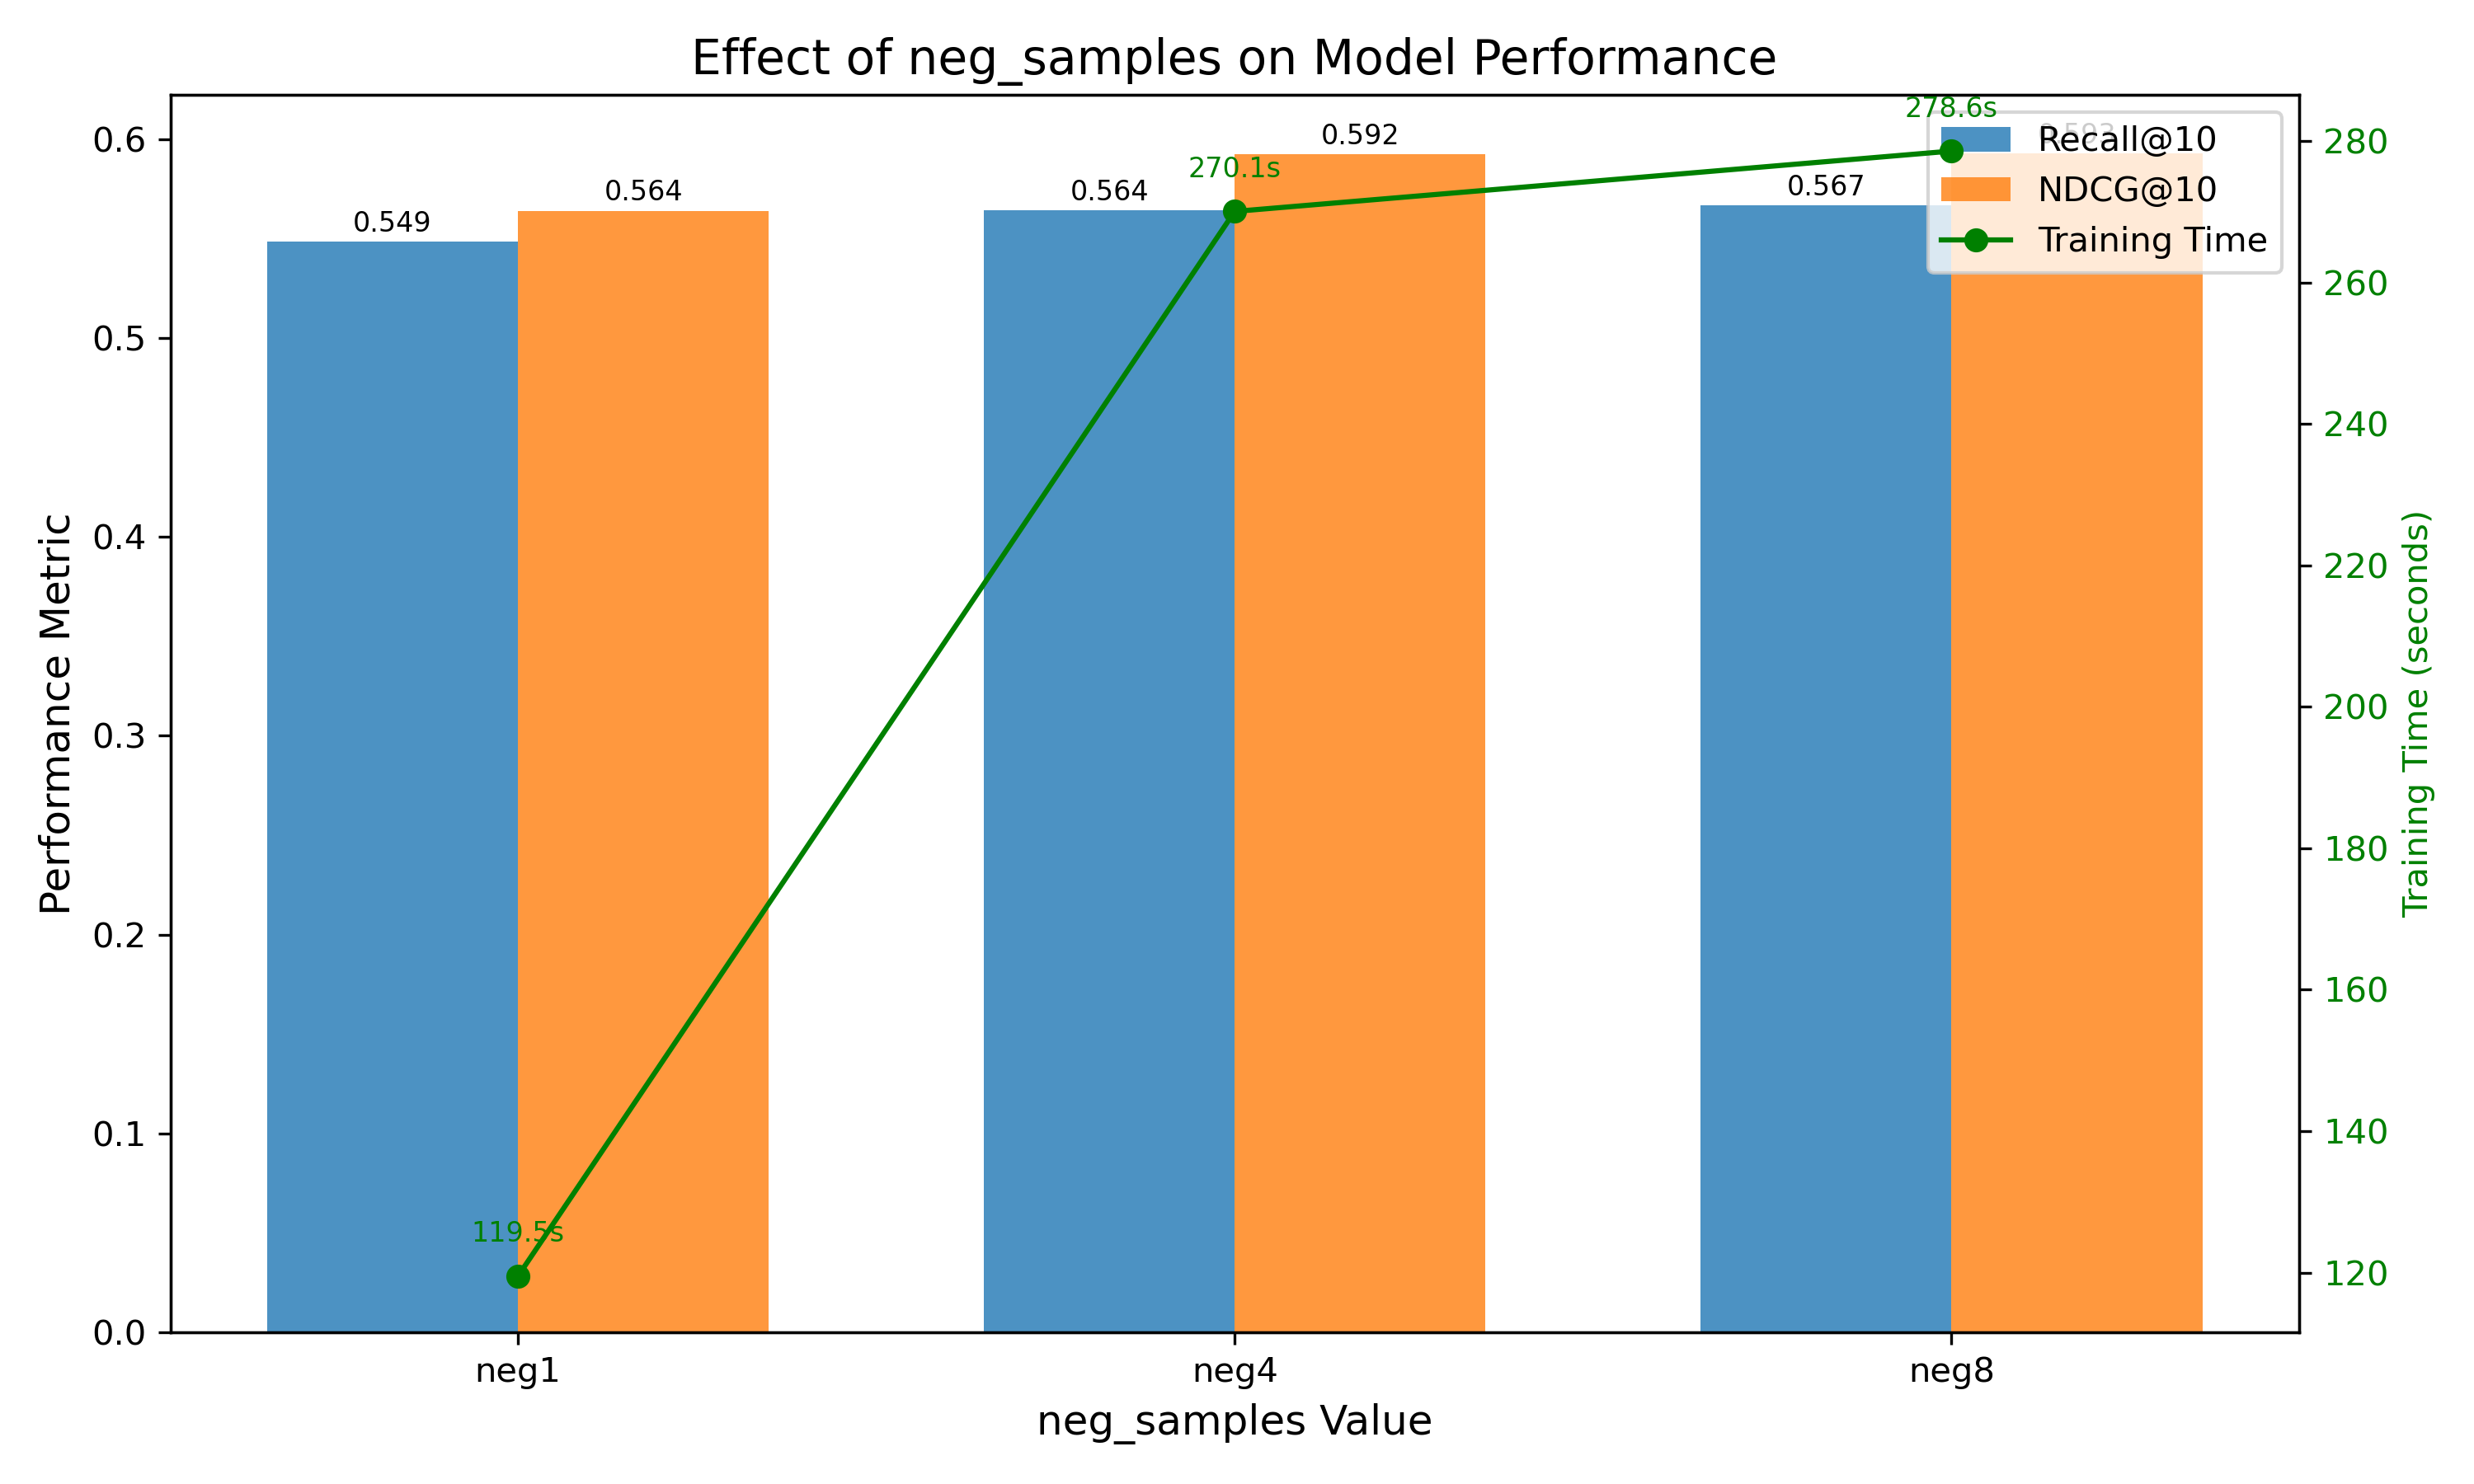 Effect of neg_samples on Model Performance
Performance Metric
0.6
0.5
0.4
0.3
0.2
0.1
0.0
0.549
0.564
0.564
0.592
0.567
0.593
119.5s
270.1s
278.6s
Recall@10
NDCG@10
Training Time
280
260
240
220
200
180
160
140
120
Training Time (seconds)
neg1
neg4
neg8
neg_samples Value